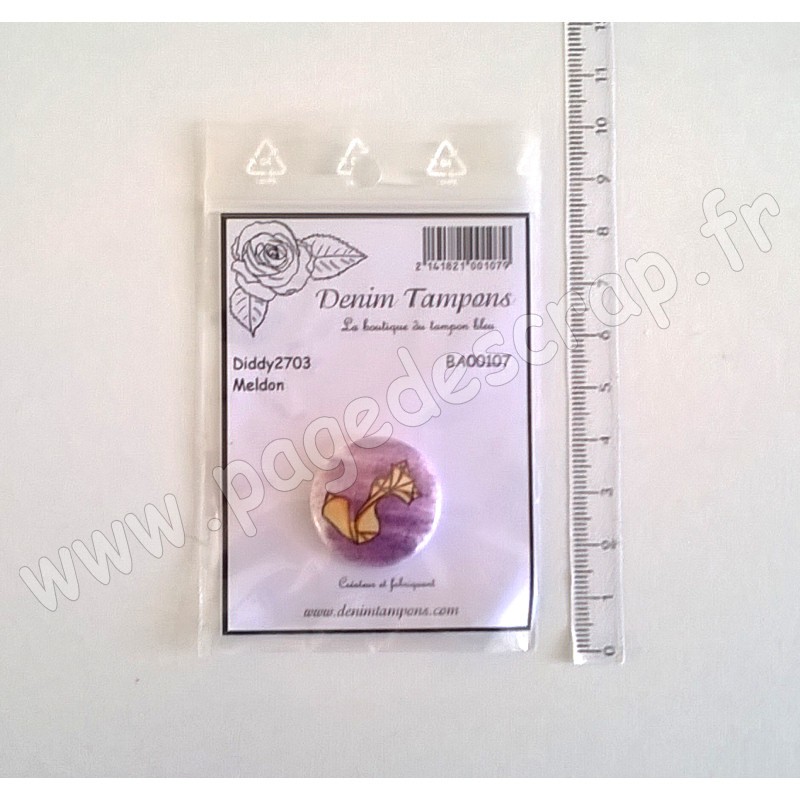 2 141821 001079
Denim Tampons
La boutique du tampon bleu
Diddy2703
BA00107
Meldon
Créateur et fabriquant
www.denimtampons.com
www.pagedescrap.fr
11
10
9
8
7
6
5
4
3
2
1
0